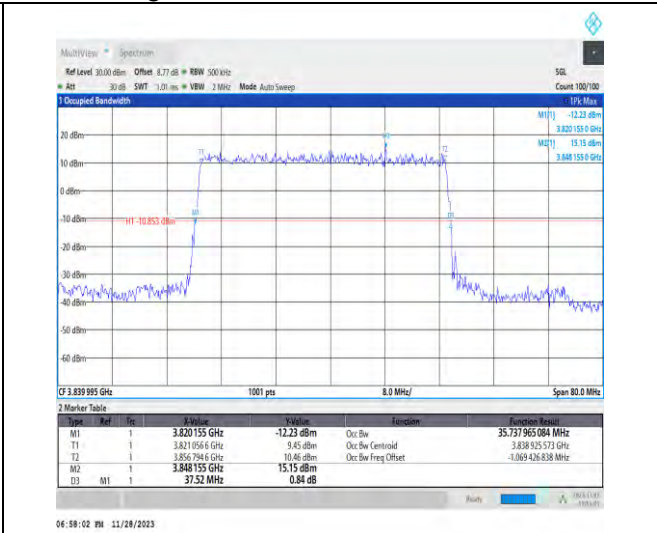 MultiView Spectrum
Ref Level 30.00 dBm Offset 8.77 dB RBW 500 kHz SGL
Att 30 dB SWT 1.01 ms VBW 2 MHz Mode Auto Sweep Count 100/100
1 Occupied Bandwidth 1Pk Max
M1[1] -12.23 dBm
3.820 155 0 GHz
20 dBm M2[1] 15.15 dBm
3.848 155 0 GHz
T1 M2 T2
10 dBm
0 dBm
-10 dBm H1 -10.853 dBm M1 D3
-20 dBm
-30 dBm
-40 dBm
-50 dBm
-60 dBm
CF 3.839 995 GHz 1001 pts 8.0 MHz/ Span 80.0 MHz
2 Marker Table
Type Ref Trc X-Value Y-Value Function Function Result
M1 1 3.820155 GHz -12.23 dBm Occ Bw 35.737 965 084 MHz
T1 1 3.821 056 6 GHz 9.45 dBm Occ Bw Centroid 3.838 925 573 GHz
T2 1 3.856 794 6 GHz 10.46 dBm Occ Bw Freq Offset -1.069 426 838 MHz
M2 1 3.848155 GHz 15.15 dBm
D3 M1 1 37.52 MHz 0.84 dB
Ready
06:58:02 PM 11/28/2023